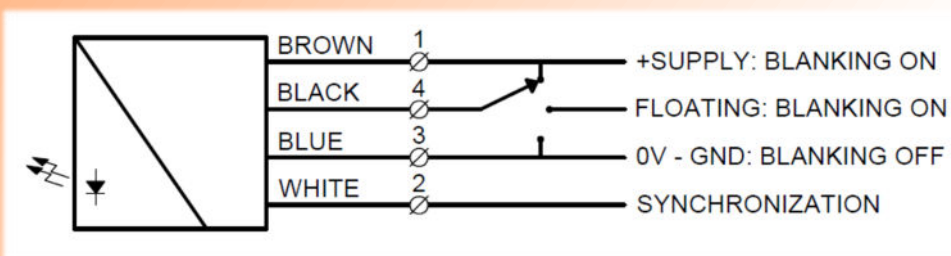 BROWN 1 +SUPPLY: BLANKING ON
BLACK 4 FLOATING: BLANKING ON
BLUE 3 0V - GND: BLANKING OFF
WHITE 2 SYNCHRONIZATION